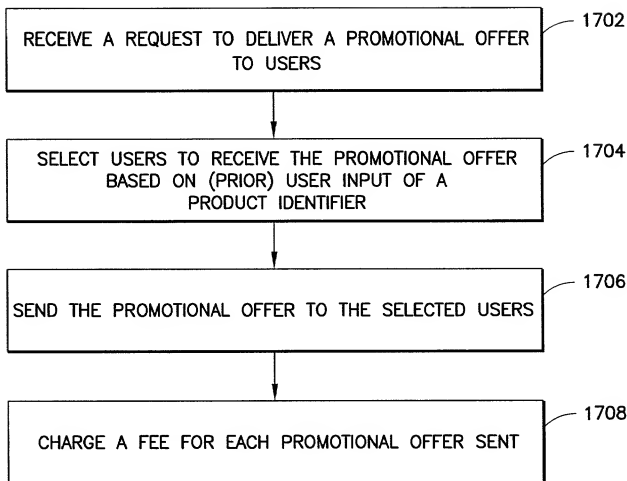 RECEIVE A REQUEST TO DELIVER A PROMOTIONAL OFFER
TO USERS
1702
SELECT USERS TO RECEIVE THE PROMOTIONAL OFFER
BASED ON (PRIOR) USER INPUT OF A
PRODUCT IDENTIFIER
1704
SEND THE PROMOTIONAL OFFER TO THE SELECTED USERS
1706
CHARGE A FEE FOR EACH PROMOTIONAL OFFER SENT
1708